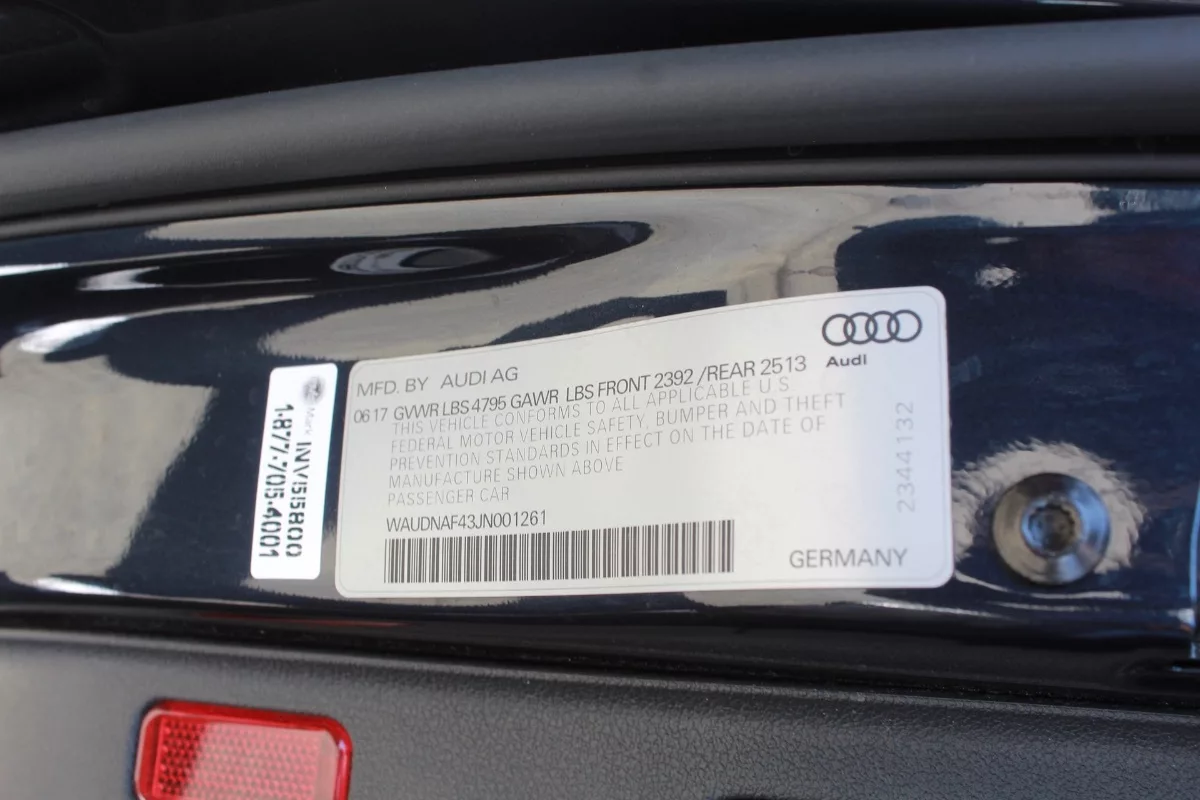 Audi
MFD. BY AUDI AG
0617 GVWR LBS 4795 GAWR LBS FRONT 2392 /REAR 2513
THIS VEHICLE CONFORMS TO ALL APPLICABLE U S
FEDERAL MOTOR VEHICLE SAFETY, BUMPER AND THEFT
PREVENTION STANDARDS IN EFFECT ON THE DATE OF
MANUFACTURE SHOWN ABOVE
PASSENGER CAR
WAUDNAF43JN001261
GERMANY
2344132
INV515800
1-877-705-4001